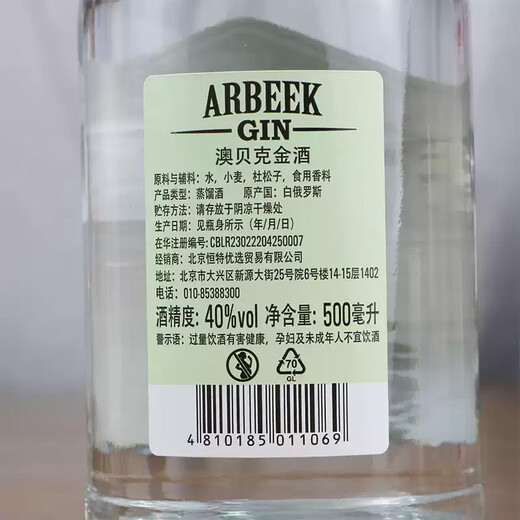 ARBEEK
GIN
澳贝克金酒
原料与辅料: 水, 小麦, 杜松子, 食用香料
产品类型: 蒸馏酒 原产国: 白俄罗斯
贮存方法: 请存放于阴凉干燥处
生产日期: 见瓶身所示（年/月/日）
在华注册编号: CBLR23022204250007
经销商: 北京恒特优选贸易有限公司
地址: 北京市大兴区新源大街25号院6号楼14-15层1402
电话: 010-85388300
酒精度: 40%vol 净含量: 500毫升
警示语: 过量饮酒有害健康, 孕妇及未成年人不宜饮酒
70
GL
4 810185 011069